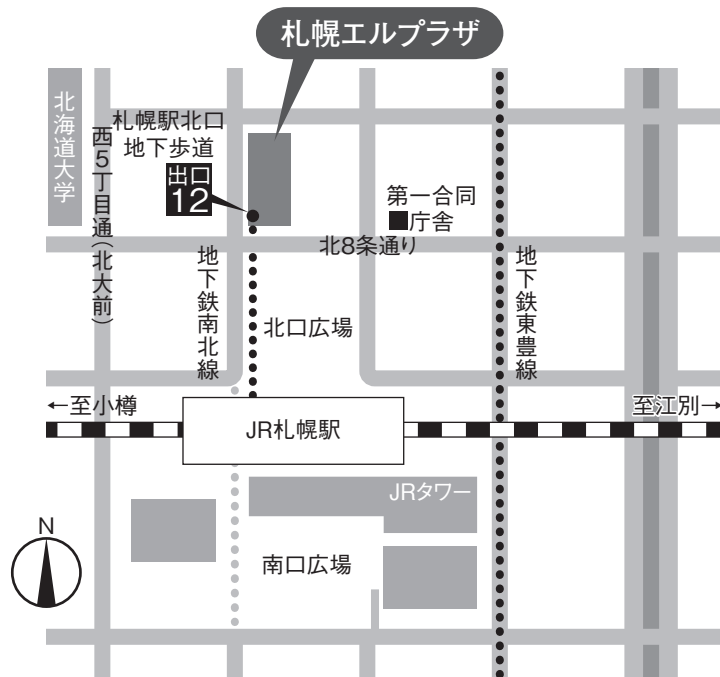 札幌エルプラザ
北海道大学
西5丁目通(北大前)
札幌駅北口
地下歩道
出口
12
第一合同
庁舎
北8条通り
地下鉄南北線
北口広場
地下鉄東豊線
←至小樽
至江別→
JR札幌駅
JRタワー
N
南口広場